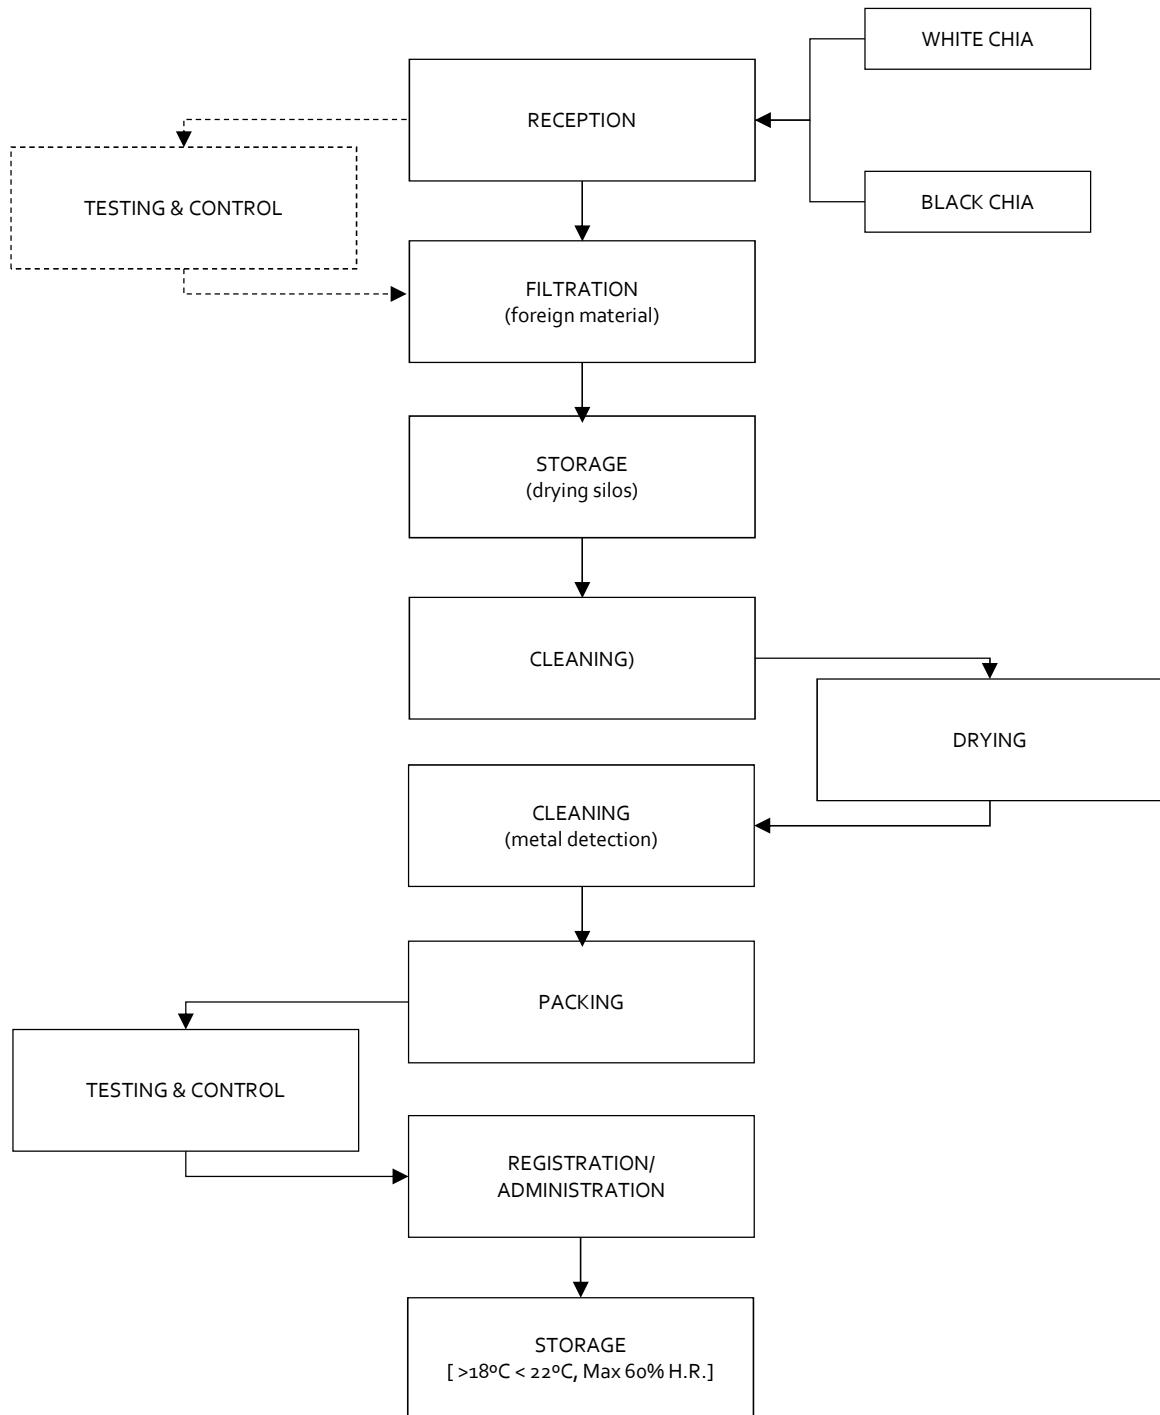 WHITE CHIA
RECEPTION
BLACK CHIA
TESTING & CONTROL
FILTRATION
(foreign material)
STORAGE
(drying silos)
CLEANING)
DRYING
CLEANING
(metal detection)
PACKING
TESTING & CONTROL
REGISTRATION/
ADMINISTRATION
STORAGE
[ >18ºC < 22ºC, Max 60% H.R.]